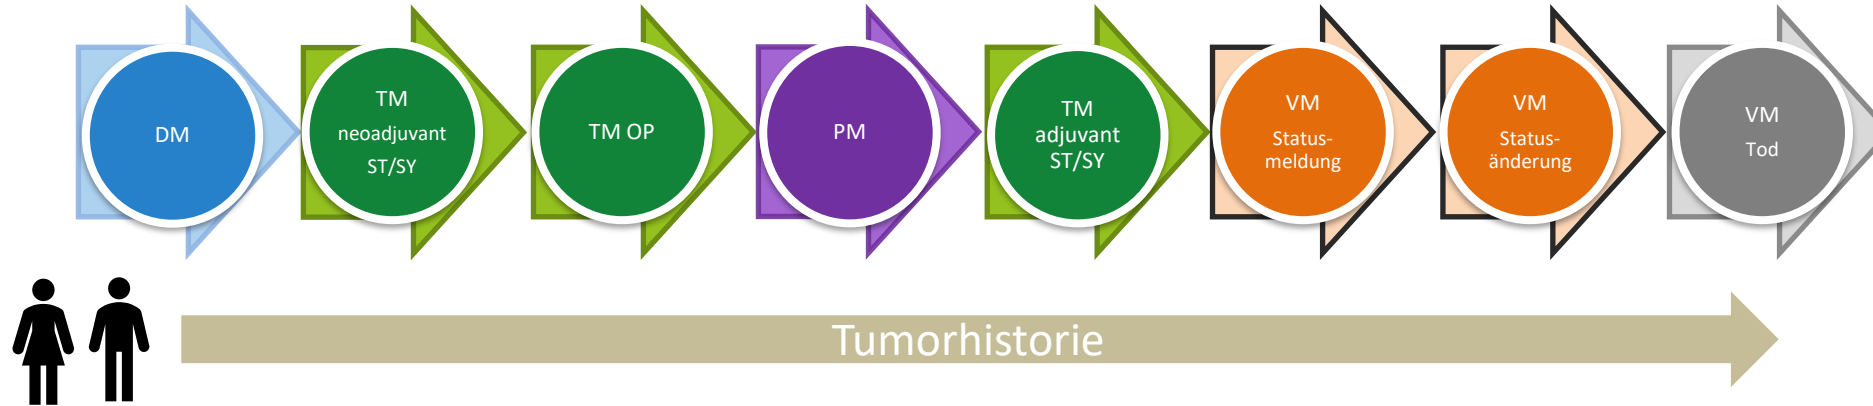 DM
TM
neoadjuvant
ST/SY
TM OP
PM
TM
adjuvant
ST/SY
VM
Status-
meldung
VM
Status-
änderung
VM
Tod
Tumorhistorie